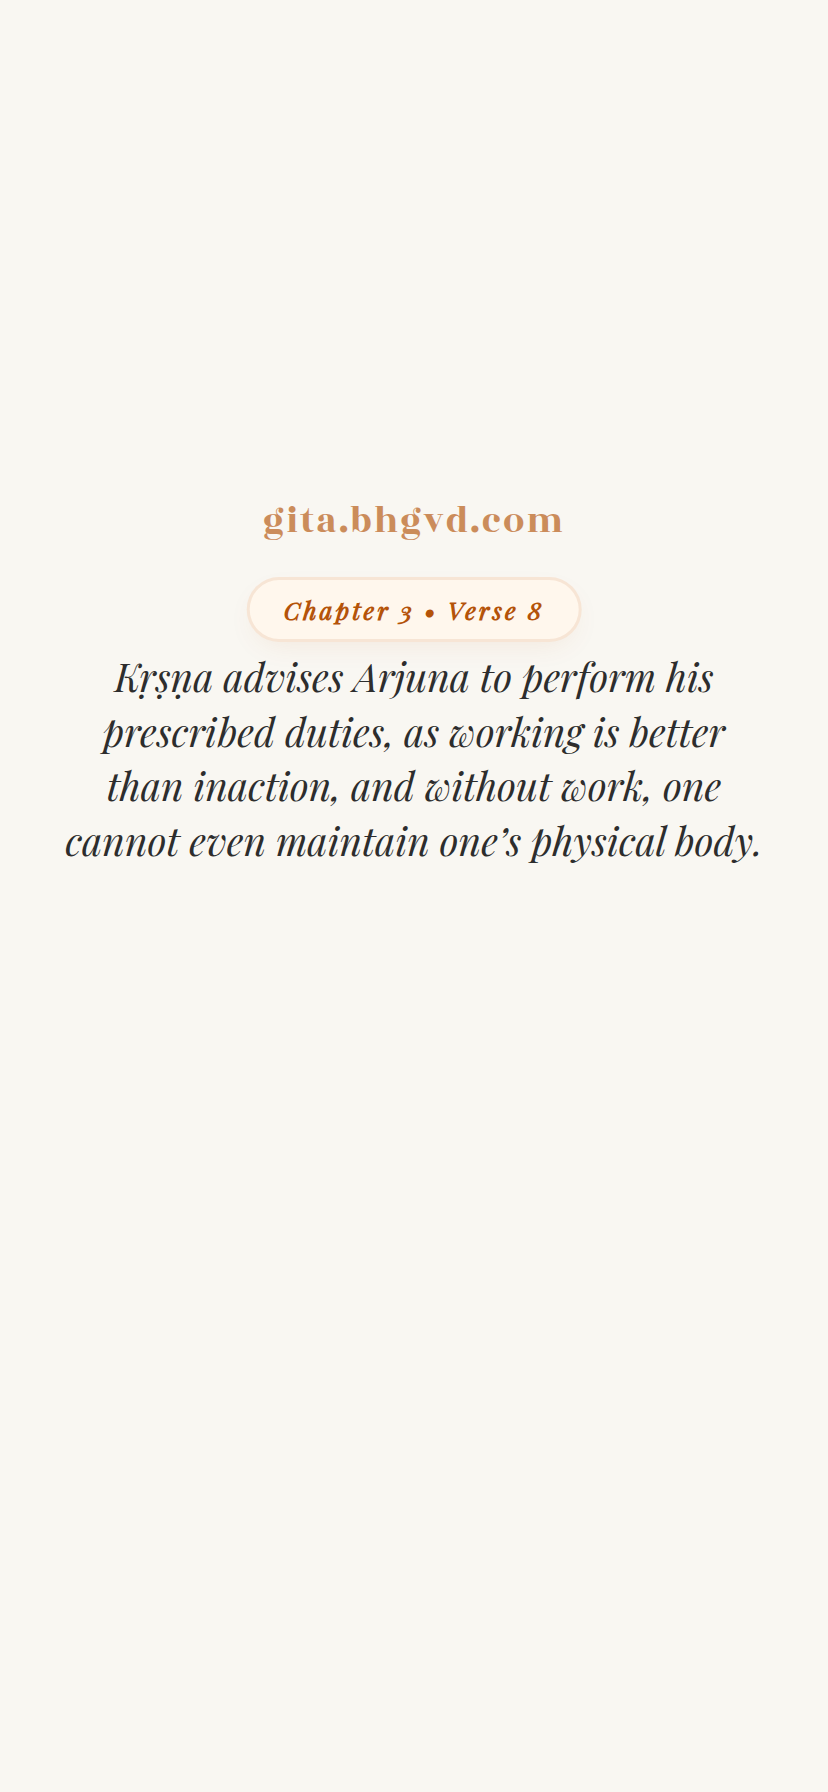 gita.bhgvd.com
Chapter 3 • Verse 8
Kṛṣṇa advises Arjuna to perform his
prescribed duties, as working is better
than inaction, and without work, one
cannot even maintain one’s physical body.